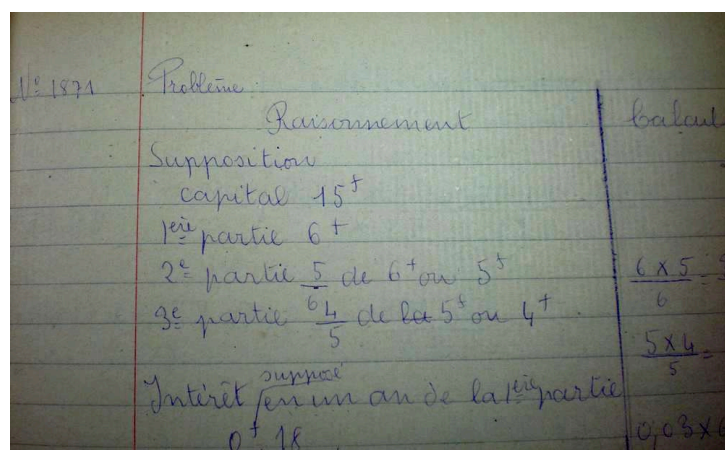 N° 1871 Problème
Raisonnement
Calcul
Supposition
capital 15f
1ère partie 6f
2e partie 5/6 de 6f ou 5f
6 x 5 / 6 =
3e partie 4/5 de la 5f ou 4f
5 x 4 / 5 =
supposé
Intérêt en un an de la 1ère partie
0f,18
0,03 x 6